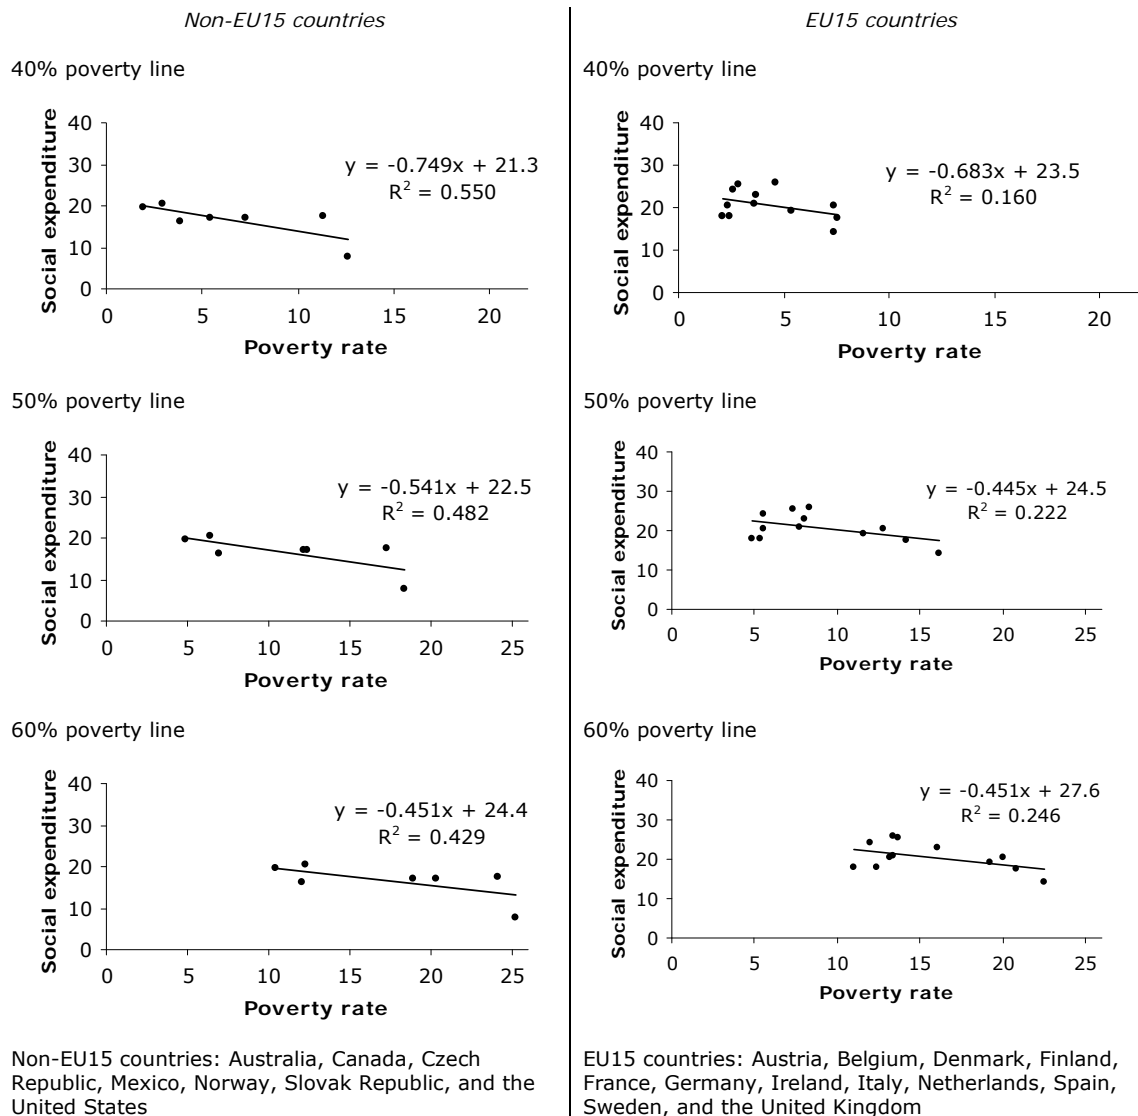 Non-EU15 countries
40% poverty line
Social expenditure
40
30
20
10
0
y = -0.749x + 21.3
R² = 0.550
0 5 10 15 20
Poverty rate
50% poverty line
Social expenditure
40
30
20
10
0
y = -0.541x + 22.5
R² = 0.482
0 5 10 15 20 25
Poverty rate
60% poverty line
Social expenditure
40
30
20
10
0
y = -0.451x + 24.4
R² = 0.429
0 5 10 15 20 25
Poverty rate
Non-EU15 countries: Australia, Canada, Czech
Republic, Mexico, Norway, Slovak Republic, and the
United States
EU15 countries
40% poverty line
Social expenditure
40
30
20
10
0
y = -0.683x + 23.5
R² = 0.160
0 5 10 15 20
Poverty rate
50% poverty line
Social expenditure
40
30
20
10
0
y = -0.445x + 24.5
R² = 0.222
0 5 10 15 20 25
Poverty rate
60% poverty line
Social expenditure
40
30
20
10
0
y = -0.451x + 27.6
R² = 0.246
0 5 10 15 20 25
Poverty rate
EU15 countries: Austria, Belgium, Denmark, Finland,
France, Germany, Ireland, Italy, Netherlands, Spain,
Sweden, and the United Kingdom